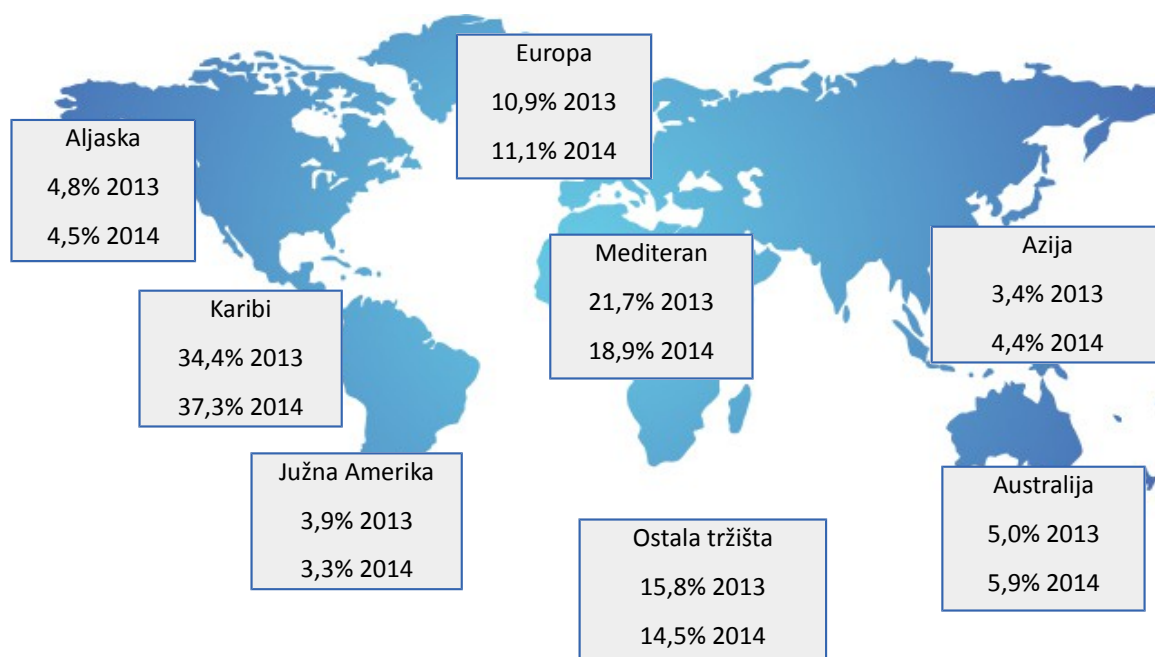 Europa
10,9% 2013
11,1% 2014
Aljaska
4,8% 2013
4,5% 2014
Mediteran
21,7% 2013
18,9% 2014
Azija
3,4% 2013
4,4% 2014
Karibi
34,4% 2013
37,3% 2014
Južna Amerika
3,9% 2013
3,3% 2014
Ostala tržišta
15,8% 2013
14,5% 2014
Australija
5,0% 2013
5,9% 2014